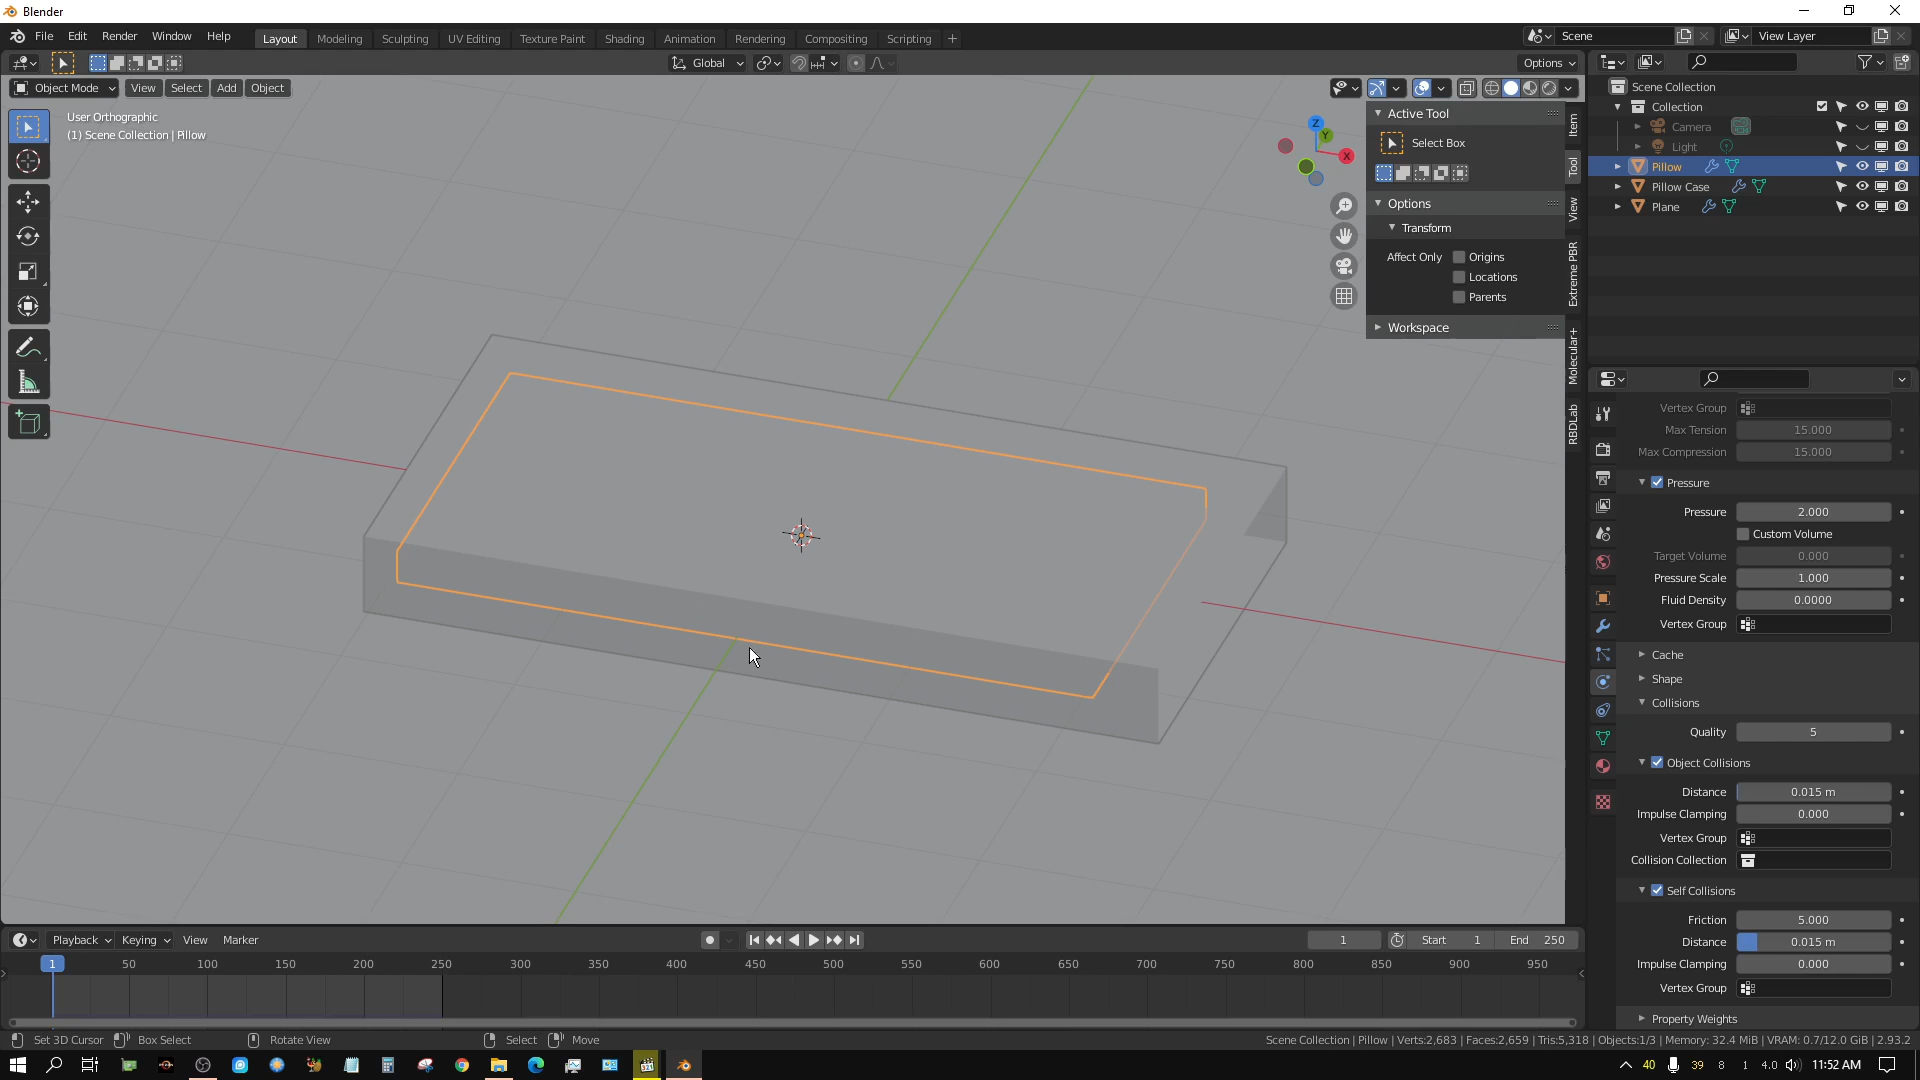 Blender
File Edit Render Window Help
Layout Modeling Sculpting UV Editing Texture Paint Shading Animation Rendering Compositing Scripting +
Scene
View Layer
Global
Options
Object Mode View Select Add Object
User Orthographic
(1) Scene Collection | Pillow
Z
Y
X
Active Tool
Select Box
Options
Transform
Affect Only Origins
Locations
Parents
Workspace
Item
Tool
View
Extreme PBR
Molecular+
RBDLab
Scene Collection
Collection
Camera
Light
Pillow
Pillow Case
Plane
Vertex Group
Max Tension 15.000
Max Compression 15.000
Pressure
Pressure 2.000
Custom Volume
Target Volume 0.000
Pressure Scale 1.000
Fluid Density 0.0000
Vertex Group
Cache
Shape
Collisions
Quality 5
Object Collisions
Distance 0.015 m
Impulse Clamping 0.000
Vertex Group
Collision Collection
Self Collisions
Friction 5.000
Distance 0.015 m
Impulse Clamping 0.000
Vertex Group
Property Weights
Playback Keying View Marker
1 Start 1 End 250
1 50 100 150 200 250 300 350 400 450 500 550 600 650 700 750 800 850 900 950
Set 3D Cursor Box Select Rotate View Select Move
Scene Collection | Pillow | Verts:2,683 | Faces:2,659 | Tris:5,318 | Objects:1/3 | Memory: 32.4 MiB | VRAM: 0.7/12.0 GiB | 2.93.2
40 39 8 1 4.0 11:52 AM